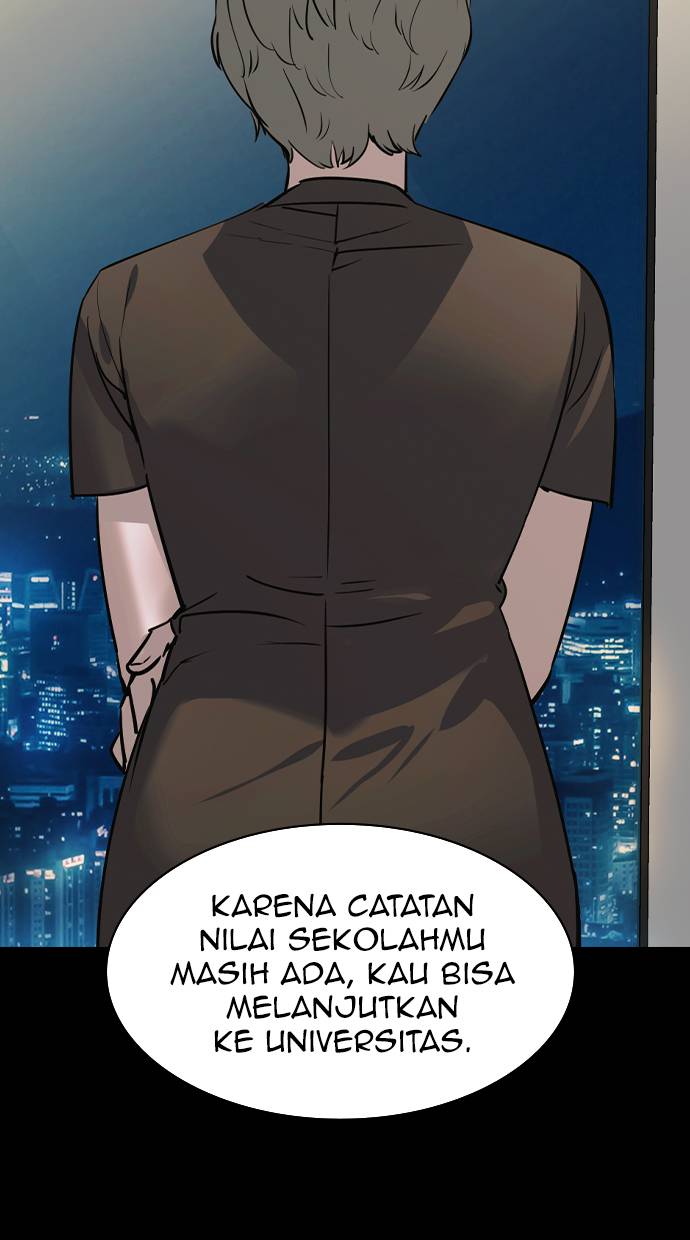 KARENA CATATAN
NILAI SEKOLAHMU
MASIH ADA, KAU BISA
MELANJUTKAN
KE UNIVERSITAS.